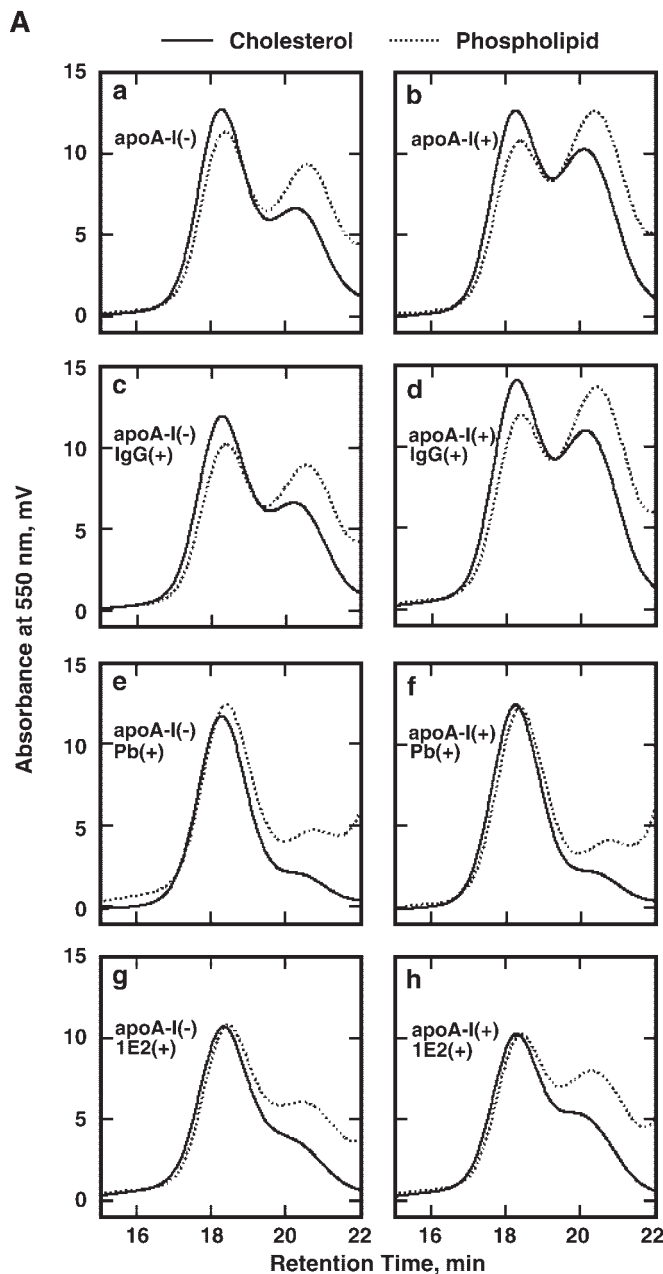 A
Cholesterol Phospholipid
15
10
5
0
a
apoA-I(-)
b
apoA-I(+)
15
10
5
0
c
apoA-I(-)
IgG(+)
d
apoA-I(+)
IgG(+)
15
10
5
0
e
apoA-I(-)
Pb(+)
f
apoA-I(+)
Pb(+)
15
10
5
0
g
apoA-I(-)
1E2(+)
h
apoA-I(+)
1E2(+)
16 18 20 22 16 18 20 22
Absorbance at 550 nm, mV
Retention Time, min